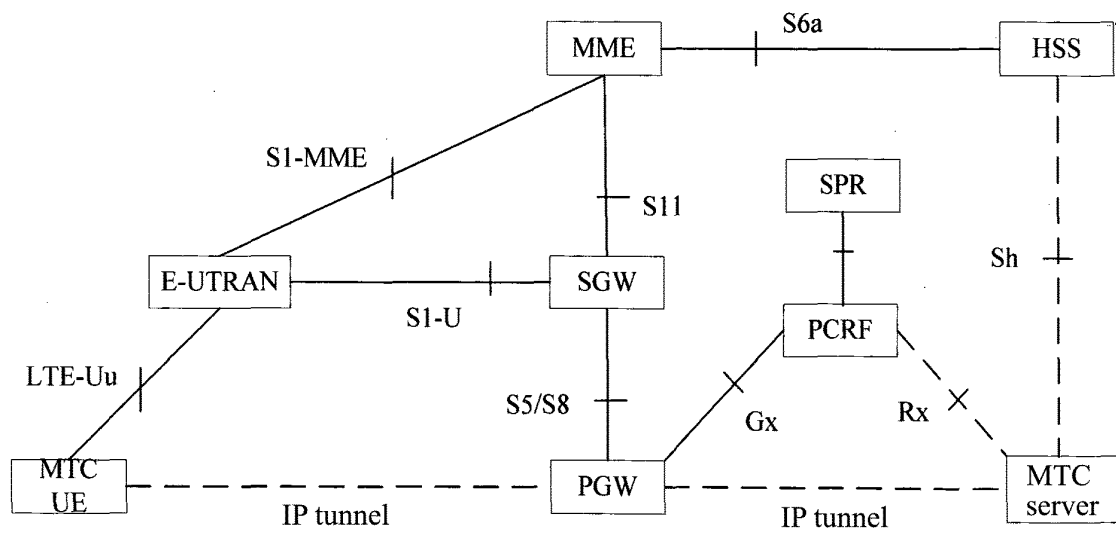 S6a
MME
HSS
S1-MME
SPR
S11
Sh
E-UTRAN
SGW
S1-U
PCRF
LTE-Uu
S5/S8
Gx
Rx
MTC
UE
PGW
MTC
server
IP tunnel
IP tunnel